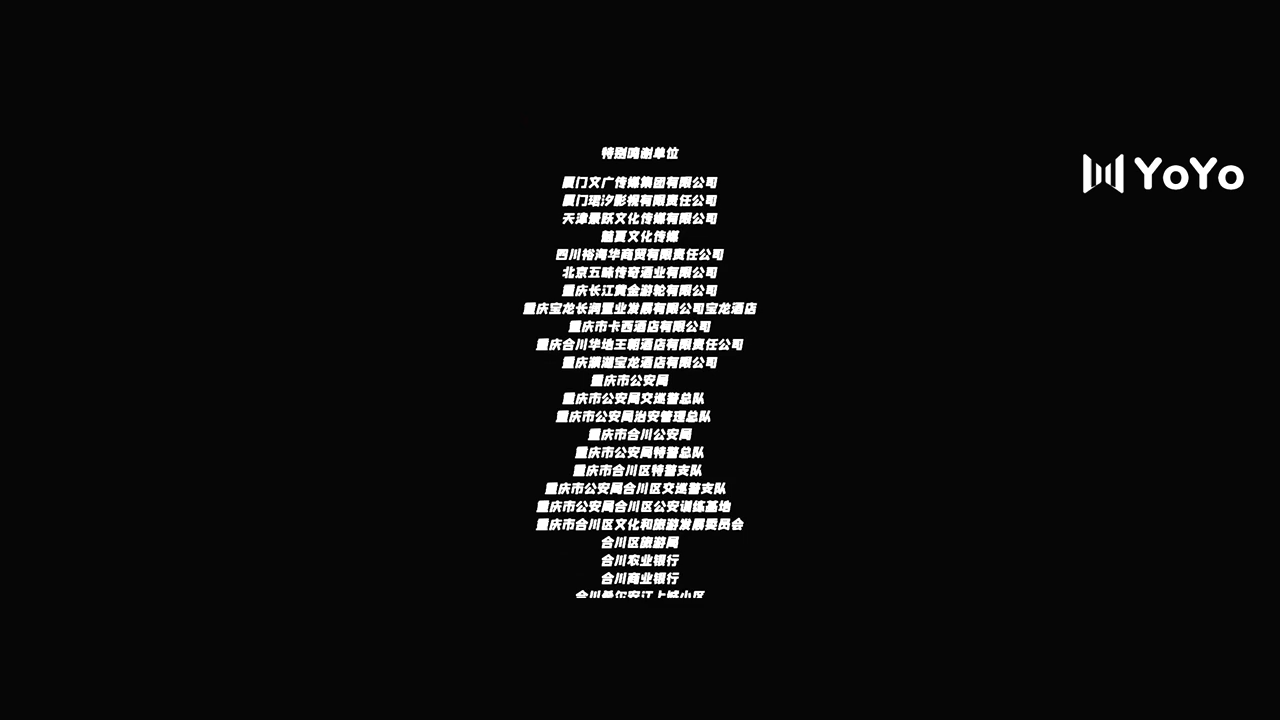 特别鸣谢单位
YoYo
厦门文广传媒集团有限公司
厦门珺汐影视有限责任公司
天津景跃文化传媒有限公司
魅夏文化传媒
四川裕海华商贸有限责任公司
北京五味传奇酒业有限公司
重庆长江黄金游轮有限公司
重庆宝龙长润置业发展有限公司宝龙酒店
重庆市卡西酒店有限公司
重庆合川华地王朝酒店有限责任公司
重庆濑湖宝龙酒店有限公司
重庆市公安局
重庆市公安局交巡警总队
重庆市公安局治安管理总队
重庆市合川公安局
重庆市公安局特警总队
重庆市合川区特警支队
重庆市公安局合川区交巡警支队
重庆市公安局合川区公安训练基地
重庆市合川区文化和旅游发展委员会
合川区旅游局
合川农业银行
合川商业银行